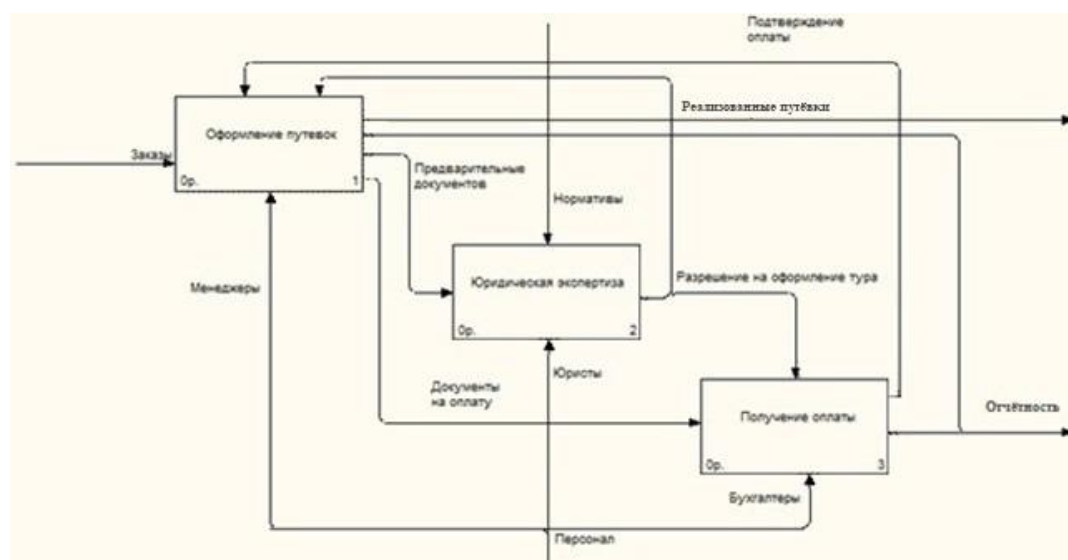 Подтверждение
оплаты
Реализованные путёвки
Оформление путевок
Заказы
0р.
1
Предварительные
документов
Нормативы
Менеджеры
Юридическая экспертиза
Разрешение на оформление тура
0р.
2
Юристы
Документы
на оплату
Получение оплаты
Отчётность
0р.
3
Бухгалтеры
Персонал